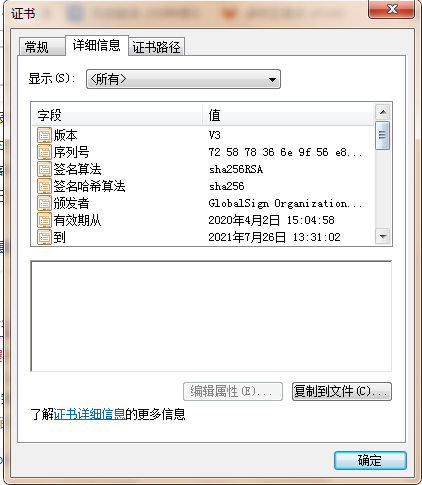 证书
常规 详细信息 证书路径
显示(S): <所有>
字段 值
版本 V3
序列号 72 58 78 36 6e 9f 56 e8...
签名算法 sha256RSA
签名哈希算法 sha256
颁发者 GlobalSign Organization...
有效期从 2020年4月2日 15:04:58
到 2021年7月26日 13:31:02
编辑属性(E)... 复制到文件(C)...
了解证书详细信息的更多信息
确定